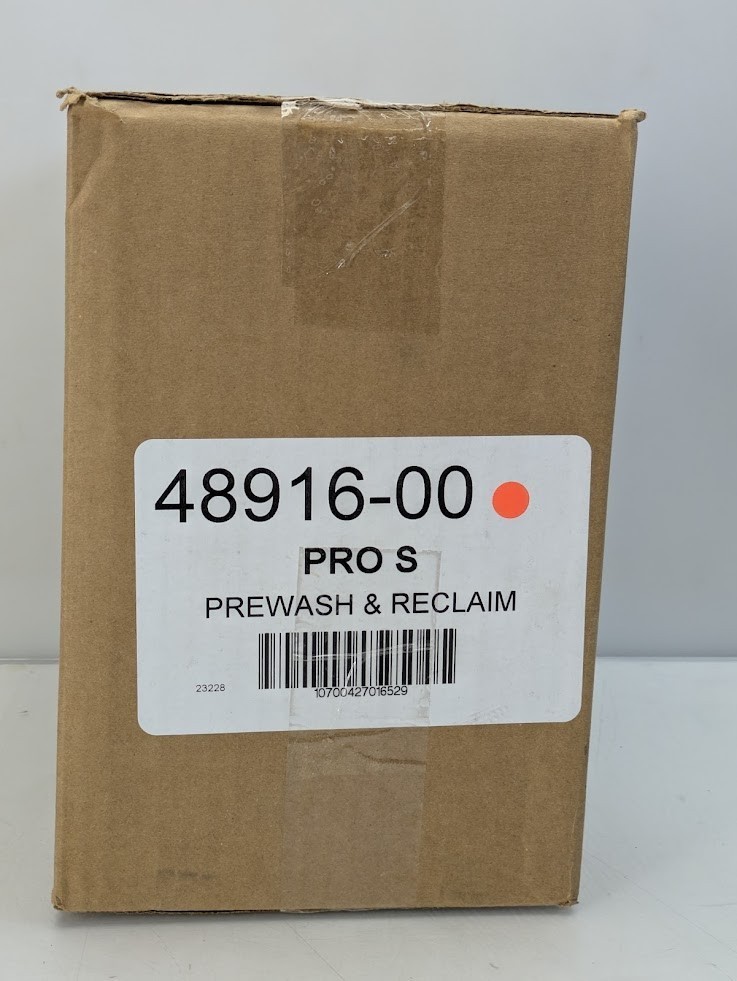 48916-00
PRO S
PREWASH & RECLAIM
23228
10700427016529